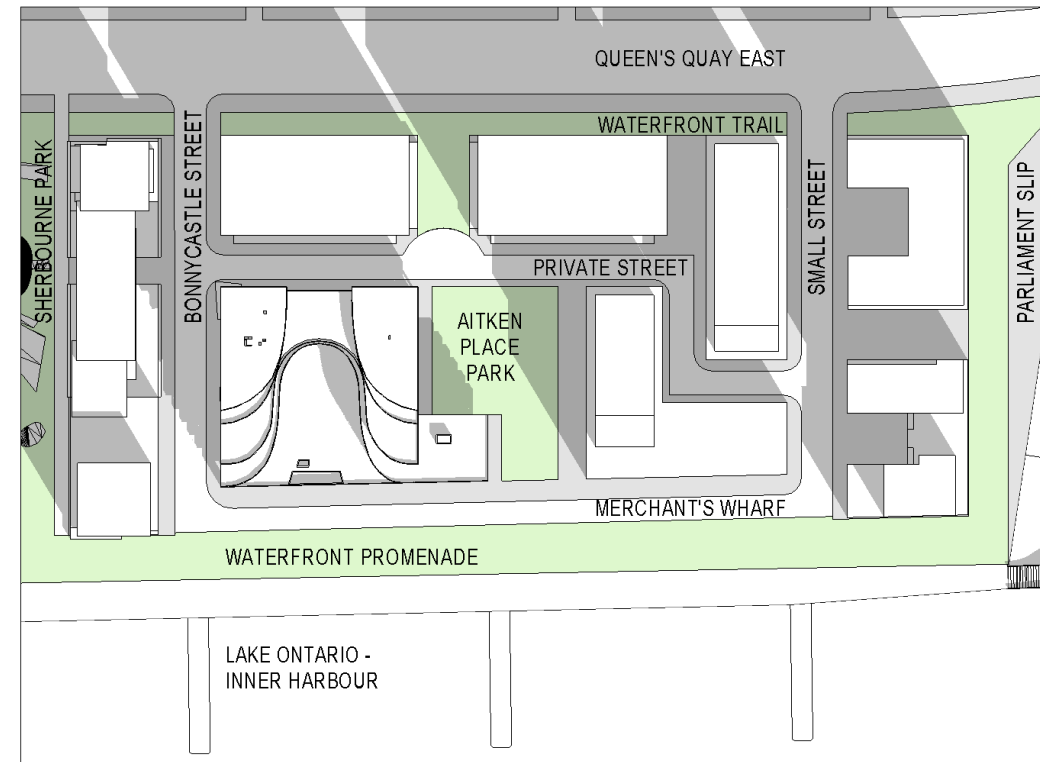 QUEEN'S QUAY EAST
WATERFRONT TRAIL
SHERBOURNE PARK
BONNYCASTLE STREET
SMALL STREET
PARLIAMENT SLIP
PRIVATE STREET
AITKEN
PLACE
PARK
MERCHANT'S WHARF
WATERFRONT PROMENADE
LAKE ONTARIO -
INNER HARBOUR